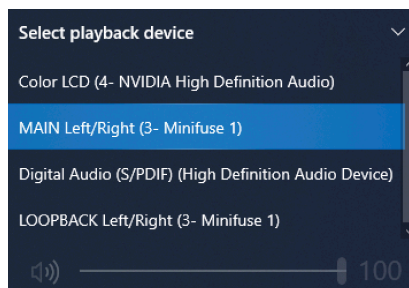 Select playback device
Color LCD (4- NVIDIA High Definition Audio)
MAIN Left/Right (3- Minifuse 1)
Digital Audio (S/PDIF) (High Definition Audio Device)
LOOPBACK Left/Right (3- Minifuse 1)
100